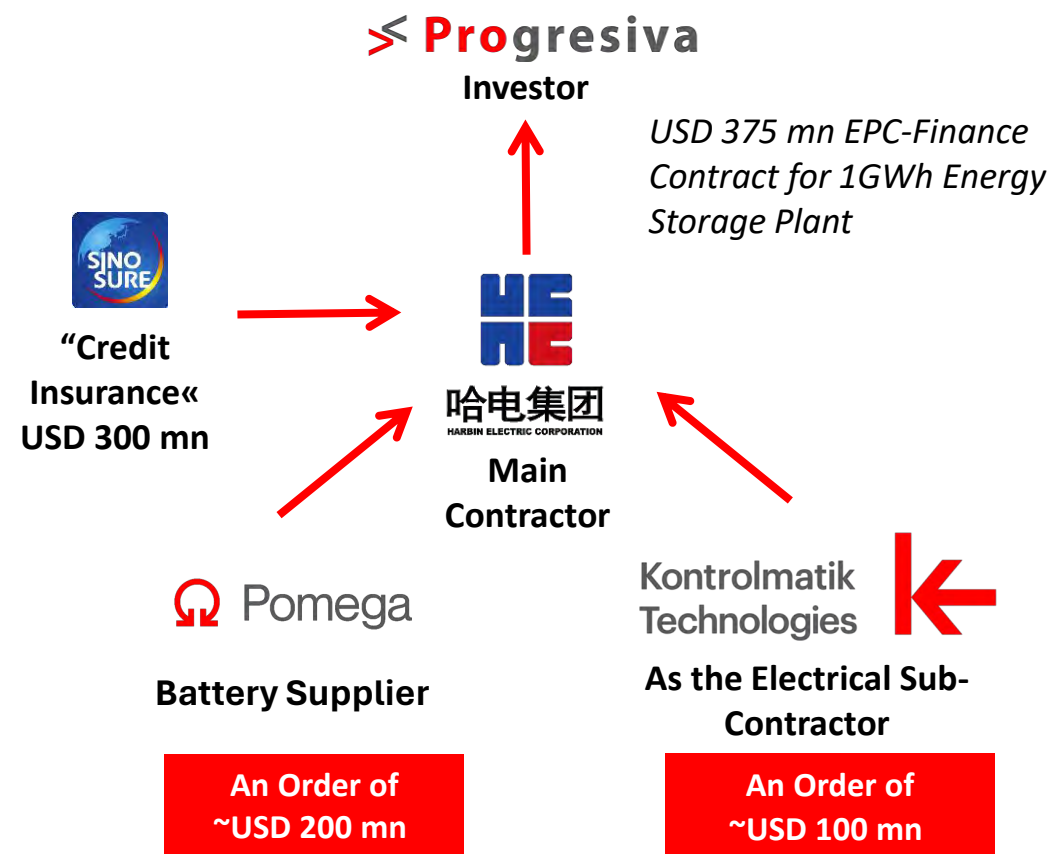 Progresiva
Investor
USD 375 mn EPC-Finance
Contract for 1GWh Energy
Storage Plant
SINO
SURE
“Credit
Insurance«
USD 300 mn
哈电集团
HARBIN ELECTRIC CORPORATION
Main
Contractor
Pomega
Battery Supplier
An Order of
~USD 200 mn
Kontrolmatik
Technologies
As the Electrical Sub-
Contractor
An Order of
~USD 100 mn